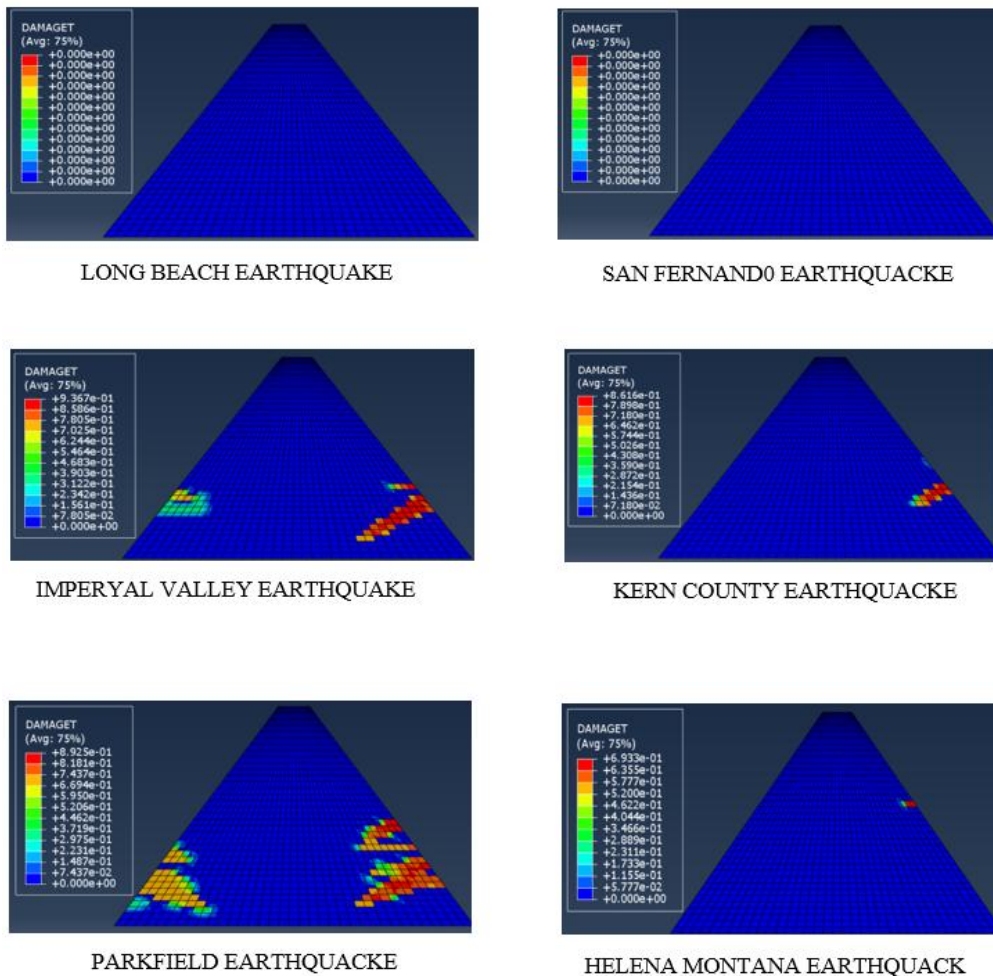 DAMAGET
(Avg: 75%)
+0.000e+00
+0.000e+00
+0.000e+00
+0.000e+00
+0.000e+00
+0.000e+00
+0.000e+00
+0.000e+00
+0.000e+00
+0.000e+00
+0.000e+00
+0.000e+00
+0.000e+00
LONG BEACH EARTHQUAKE
DAMAGET
(Avg: 75%)
+0.000e+00
+0.000e+00
+0.000e+00
+0.000e+00
+0.000e+00
+0.000e+00
+0.000e+00
+0.000e+00
+0.000e+00
+0.000e+00
+0.000e+00
+0.000e+00
+0.000e+00
SAN FERNAND0 EARTHQUACKE
DAMAGET
(Avg: 75%)
+9.367e-01
+8.586e-01
+7.805e-01
+7.025e-01
+6.244e-01
+5.464e-01
+4.683e-01
+3.903e-01
+3.122e-01
+2.342e-01
+1.561e-01
+7.805e-02
+0.000e+00
IMPERYAL VALLEY EARTHQUAKE
DAMAGET
(Avg: 75%)
+8.616e-01
+7.898e-01
+7.180e-01
+6.462e-01
+5.744e-01
+5.026e-01
+4.308e-01
+3.590e-01
+2.872e-01
+2.154e-01
+1.436e-01
+7.180e-02
+0.000e+00
KERN COUNTY EARTHQUACKE
DAMAGET
(Avg: 75%)
+8.925e-01
+8.181e-01
+7.437e-01
+6.694e-01
+5.950e-01
+5.206e-01
+4.462e-01
+3.719e-01
+2.975e-01
+2.231e-01
+1.487e-01
+7.437e-02
+0.000e+00
PARKFIELD EARTHQUACKE
DAMAGET
(Avg: 75%)
+6.933e-01
+6.355e-01
+5.777e-01
+5.200e-01
+4.622e-01
+4.044e-01
+3.466e-01
+2.889e-01
+2.311e-01
+1.733e-01
+1.155e-01
+5.777e-02
+0.000e+00
HELENA MONTANA EARTHQUACK